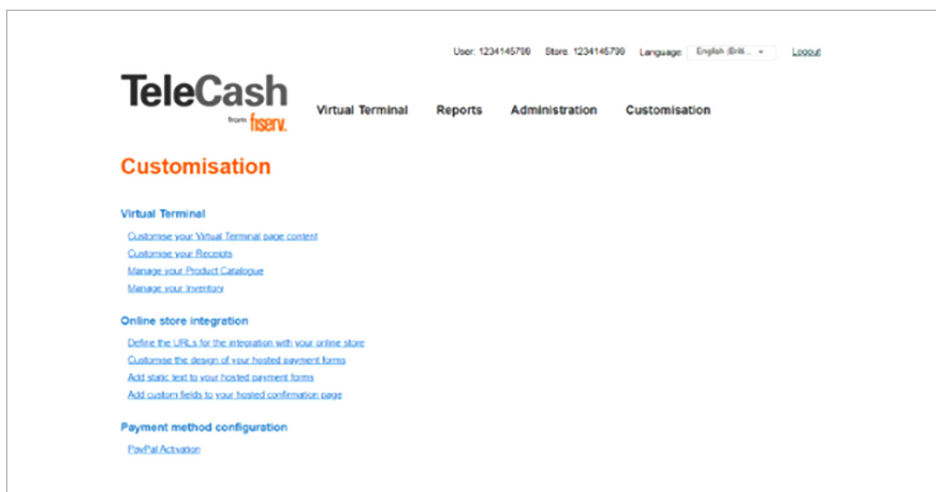 User: 1234145799 Store: 1234145799 Language: English (Briti... Logout
TeleCash
from fiserv.
Virtual Terminal Reports Administration Customisation
Customisation
Virtual Terminal
Customise your Virtual Terminal page content
Customise your Receipts
Manage your Product Catalogue
Manage your Inventory
Online store integration
Define the URLs for the integration with your online store
Customise the design of your hosted payment forms
Add static text to your hosted payment forms
Add custom fields to your hosted confirmation page
Payment method configuration
PayPal Activation